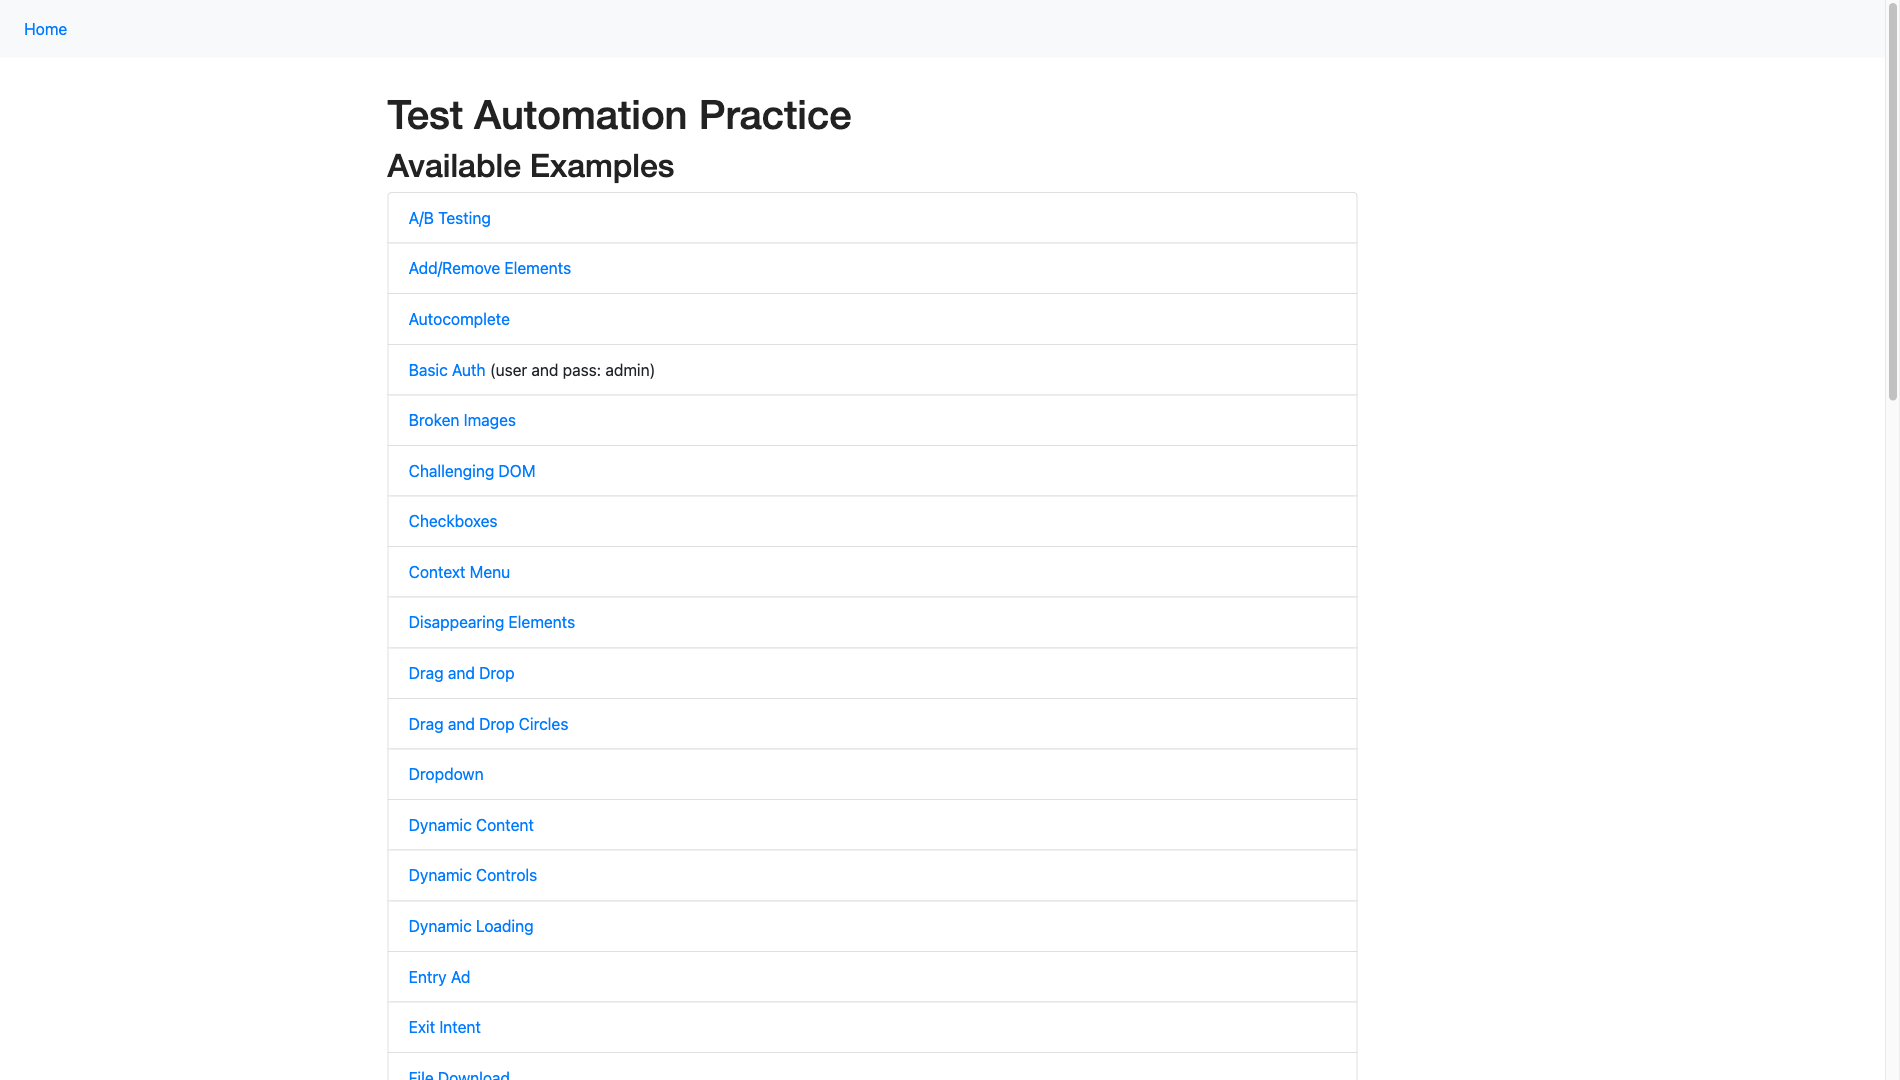 Home
Test Automation Practice
Available Examples
A/B Testing
Add/Remove Elements
Autocomplete
Basic Auth (user and pass: admin)
Broken Images
Challenging DOM
Checkboxes
Context Menu
Disappearing Elements
Drag and Drop
Drag and Drop Circles
Dropdown
Dynamic Content
Dynamic Controls
Dynamic Loading
Entry Ad
Exit Intent
File Download